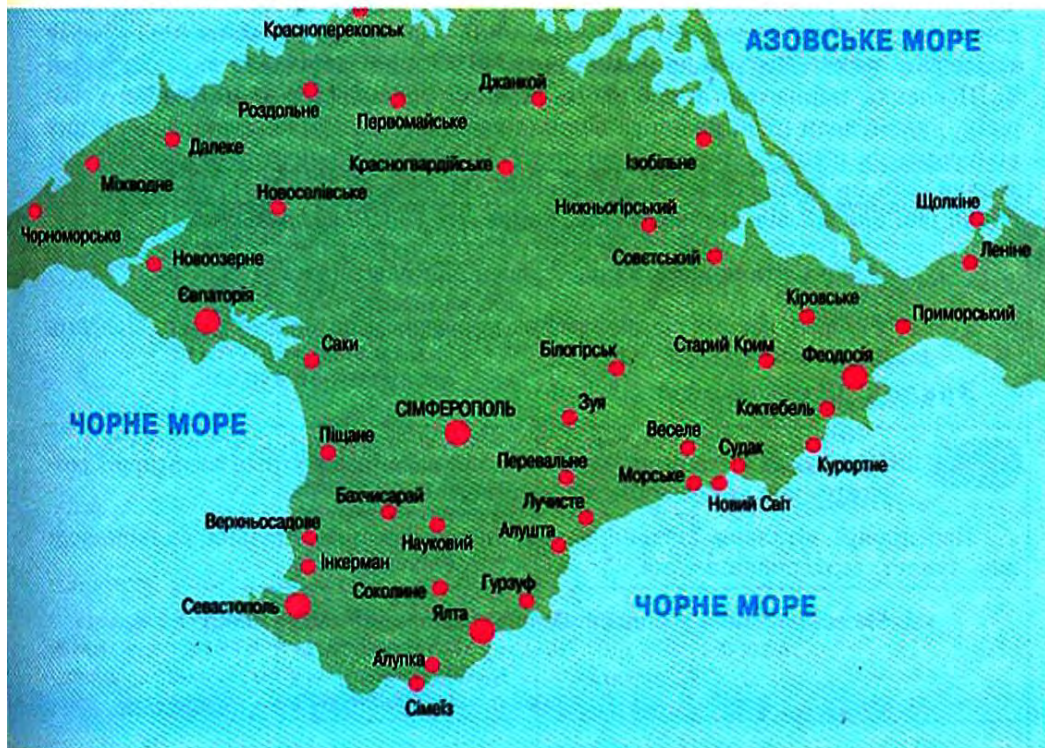 Красноперекопськ
АЗОВСЬКЕ МОРЕ
Джанкой
Роздольне
Первомайське
Далеке
Красногвардійське
Ізобільне
Міжводне
Новоселівське
Нижньогірський
Щолкіне
Чорноморське
Новоозерне
Совєтський
Леніне
Євпаторія
Кіровське
Приморський
Саки
Білогірськ
Старий Крим
Феодосія
ЧОРНЕ МОРЕ
СІМФЕРОПОЛЬ
Зуя
Коктебель
Піщане
Веселе
Судак
Курортне
Перевальне
Морське
Новий Світ
Бахчисарай
Лучисте
Верхньосадове
Науковий
Алушта
Інкерман
Соколине
Гурзуф
Севастополь
Ялта
ЧОРНЕ МОРЕ
Алупка
Сімеїз